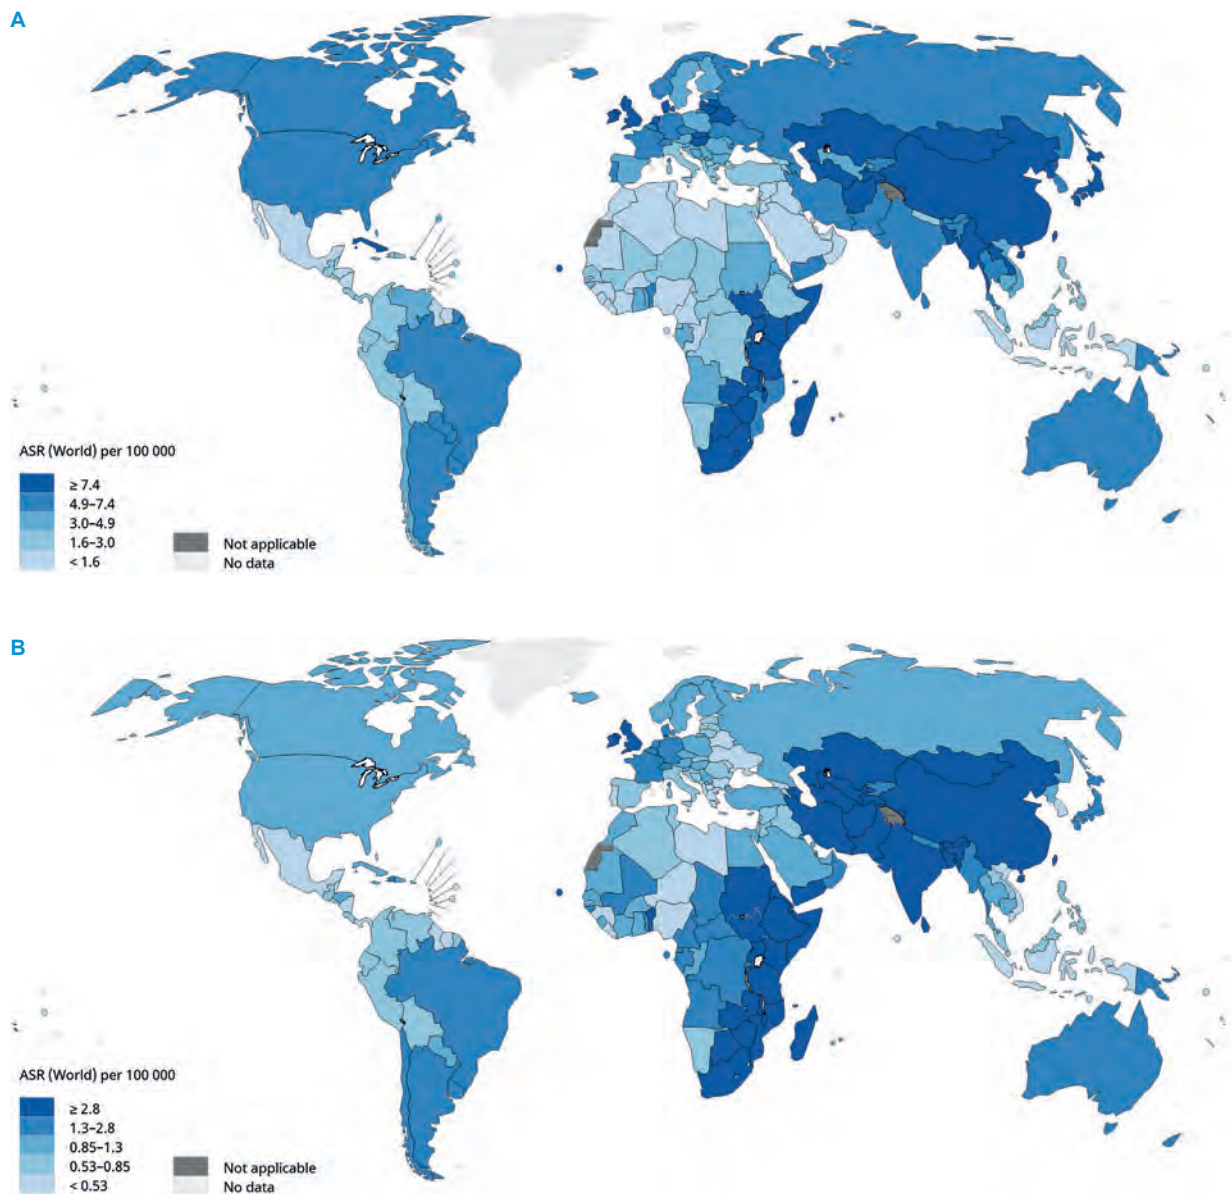 A
ASR (World) per 100 000
≥ 7.4
4.9–7.4
3.0–4.9
1.6–3.0
< 1.6
Not applicable
No data
B
ASR (World) per 100 000
≥ 2.8
1.3–2.8
0.85–1.3
0.53–0.85
< 0.53
Not applicable
No data